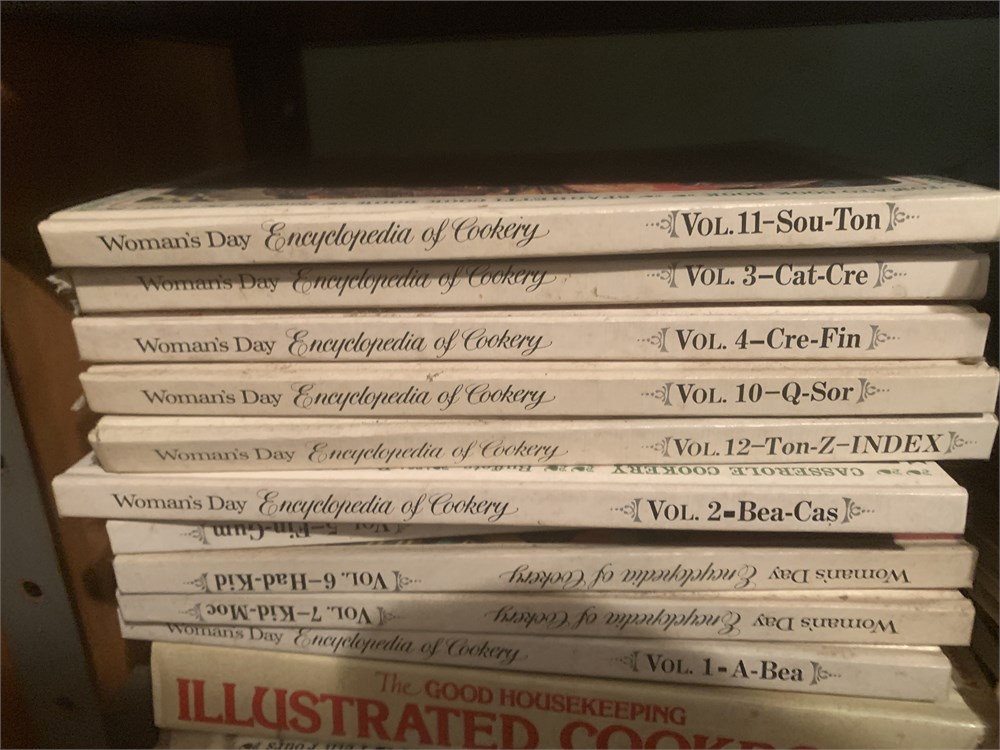 SPAGHETTI COOK BOOK
Woman's Day Encyclopedia of Cookery VOL. 11–Sou-Ton
Woman's Day Encyclopedia of Cookery VOL. 3–Cat-Cre
Woman's Day Encyclopedia of Cookery VOL. 4–Cre-Fin
Woman's Day Encyclopedia of Cookery VOL. 10–Q-Sor
Woman's Day Encyclopedia of Cookery VOL. 12–Ton-Z–INDEX
CASSEROLE COOKERY
Woman's Day Encyclopedia of Cookery VOL. 2-Bea-Cas
VOL. 5–Fin-Gum
Woman's Day Encyclopedia of Cookery VOL. 6–Had-Kid
Woman's Day Encyclopedia of Cookery VOL. 7–Kid-Moc
Woman's Day Encyclopedia of Cookery VOL. 1-A-Bea
The GOOD HOUSEKEEPING
ILLUSTRATED